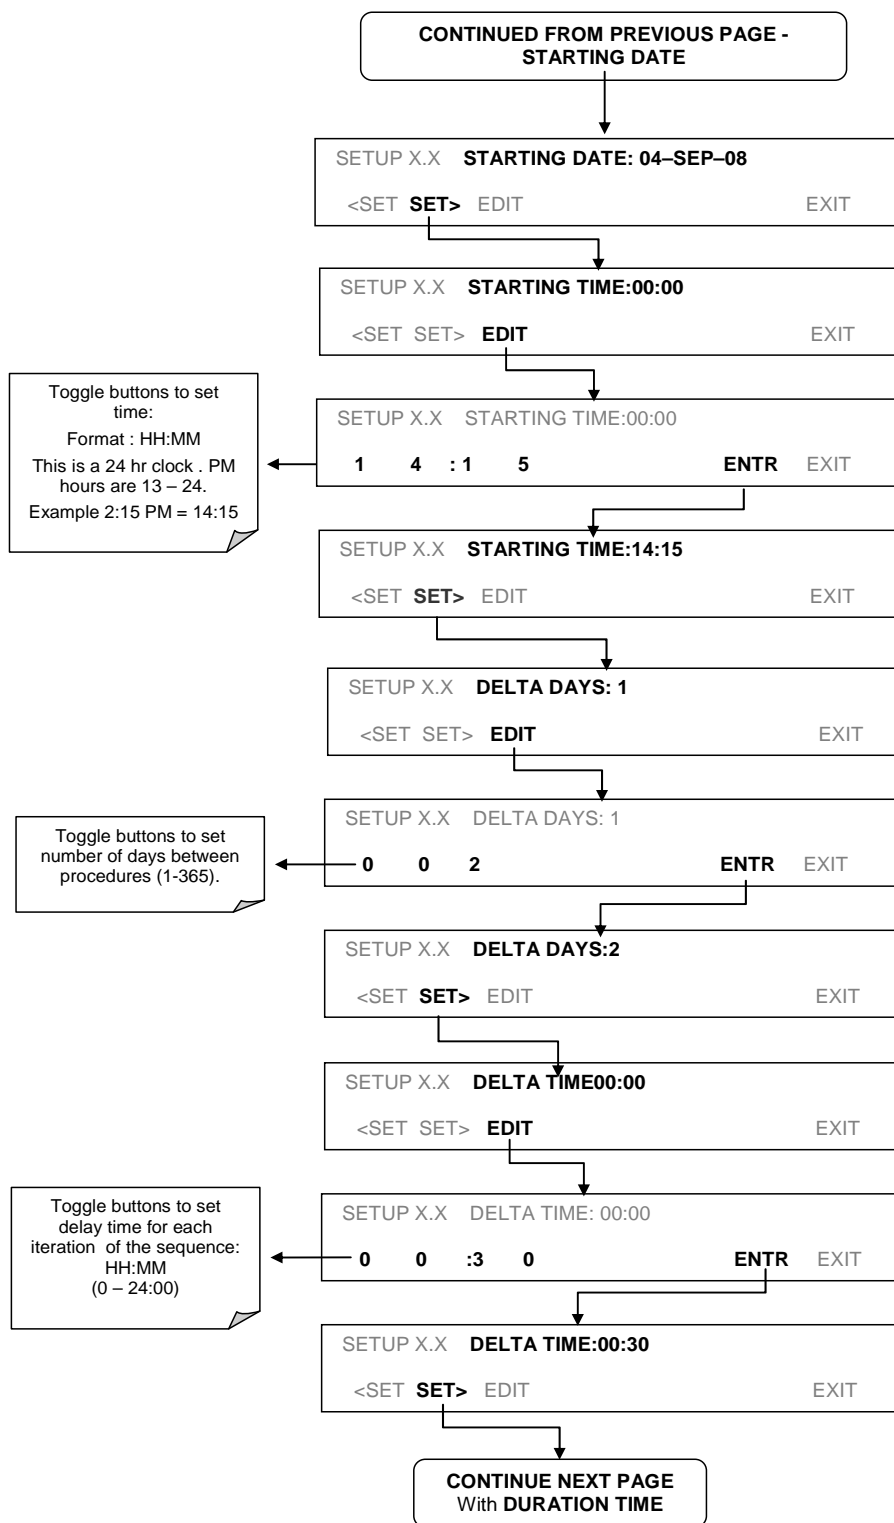 CONTINUED FROM PREVIOUS PAGE -
STARTING DATE
SETUP X.X STARTING DATE: 04–SEP–08
<SET SET> EDIT EXIT
SETUP X.X STARTING TIME:00:00
<SET SET> EDIT EXIT
Toggle buttons to set
time:
Format : HH:MM
This is a 24 hr clock . PM
hours are 13 – 24.
Example 2:15 PM = 14:15
SETUP X.X STARTING TIME:00:00
1 4 : 1 5 ENTR EXIT
SETUP X.X STARTING TIME:14:15
<SET SET> EDIT EXIT
SETUP X.X DELTA DAYS: 1
<SET SET> EDIT EXIT
Toggle buttons to set
number of days between
procedures (1-365).
SETUP X.X DELTA DAYS: 1
0 0 2 ENTR EXIT
SETUP X.X DELTA DAYS:2
<SET SET> EDIT EXIT
SETUP X.X DELTA TIME00:00
<SET SET> EDIT EXIT
Toggle buttons to set
delay time for each
iteration of the sequence:
HH:MM
(0 – 24:00)
SETUP X.X DELTA TIME: 00:00
0 0 :3 0 ENTR EXIT
SETUP X.X DELTA TIME:00:30
<SET SET> EDIT EXIT
CONTINUE NEXT PAGE
With DURATION TIME